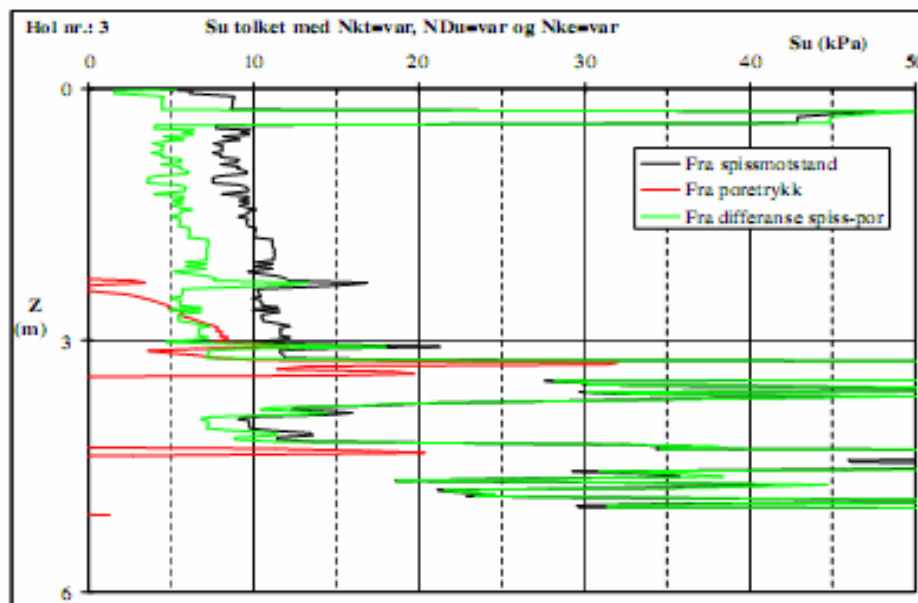 Hol nr.: 3 Su tolket med Nkt=var, NDu=var og Nke=var
Su (kPa)
0 10 20 30 40 50
0
Fra spissmotstand
Fra poretrykk
Fra differanse spiss-por
Z
(m)
3
6